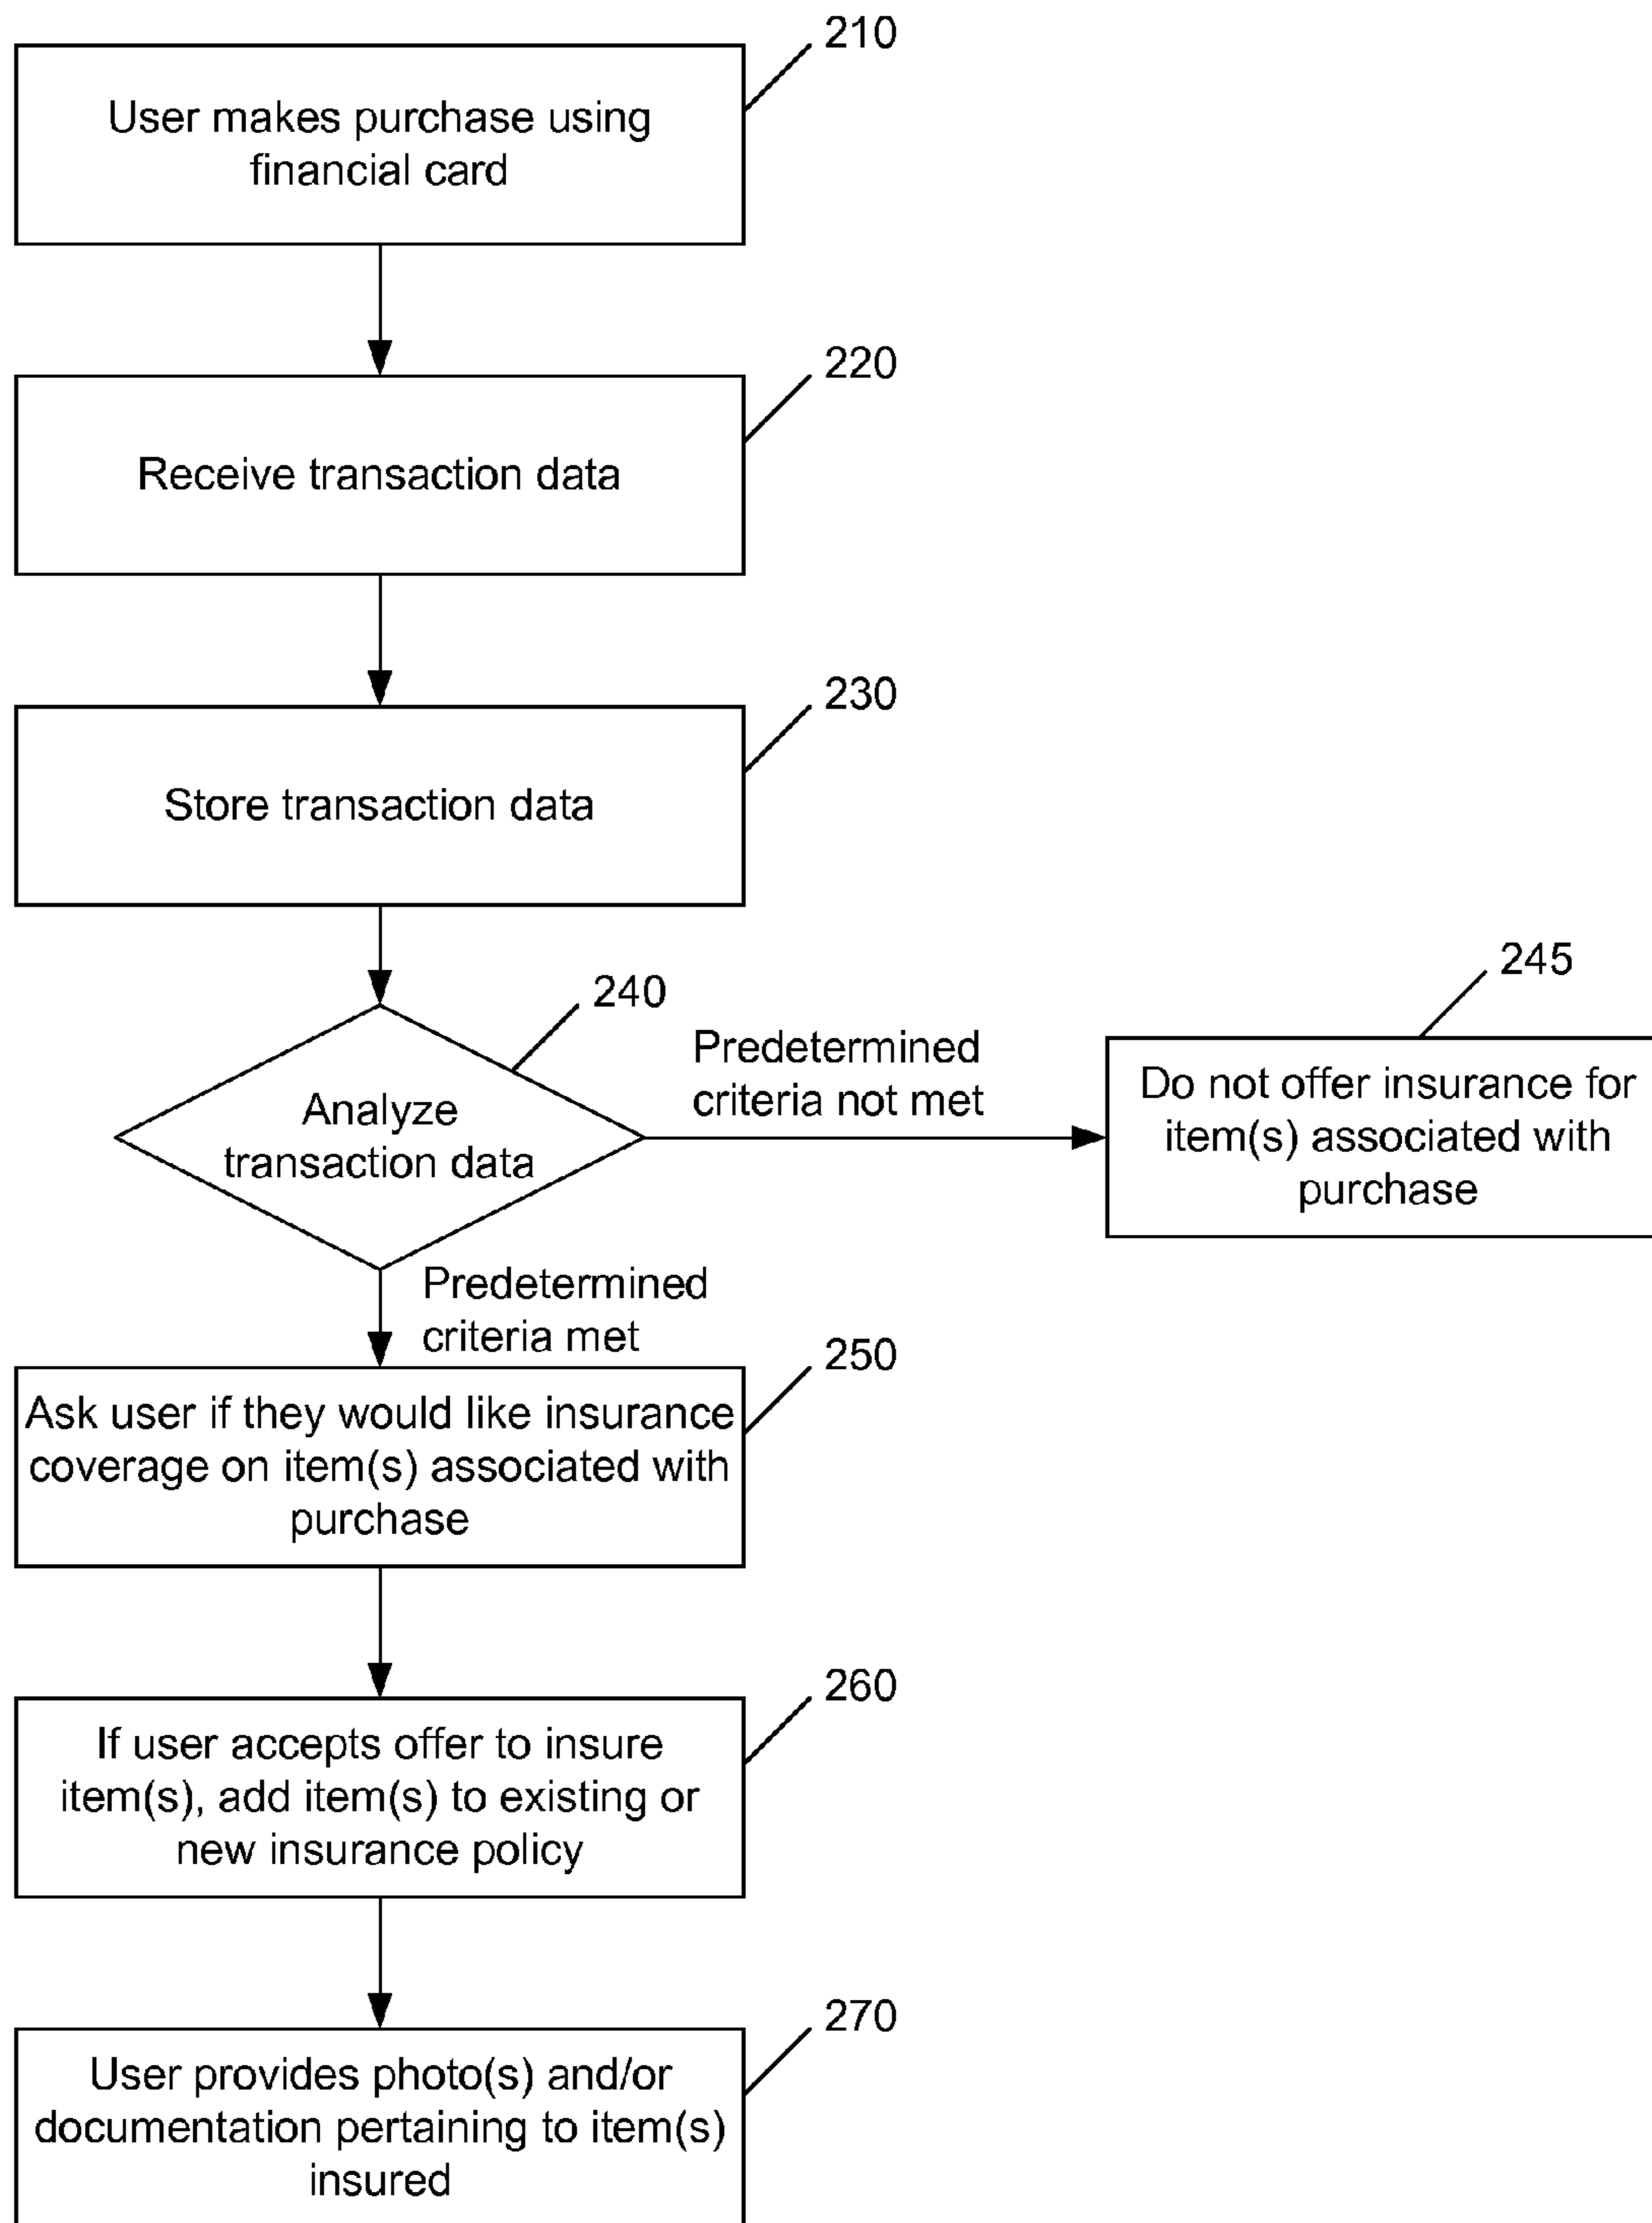 210
User makes purchase using
financial card
220
Receive transaction data
230
Store transaction data
240
Analyze
transaction data
Predetermined
criteria not met
245
Do not offer insurance for
item(s) associated with
purchase
Predetermined
criteria met
250
Ask user if they would like insurance
coverage on item(s) associated with
purchase
260
If user accepts offer to insure
item(s), add item(s) to existing or
new insurance policy
270
User provides photo(s) and/or
documentation pertaining to item(s)
insured